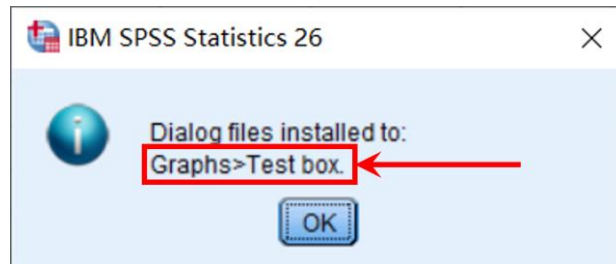 IBM SPSS Statistics 26
Dialog files installed to:
Graphs>Test box.
OK